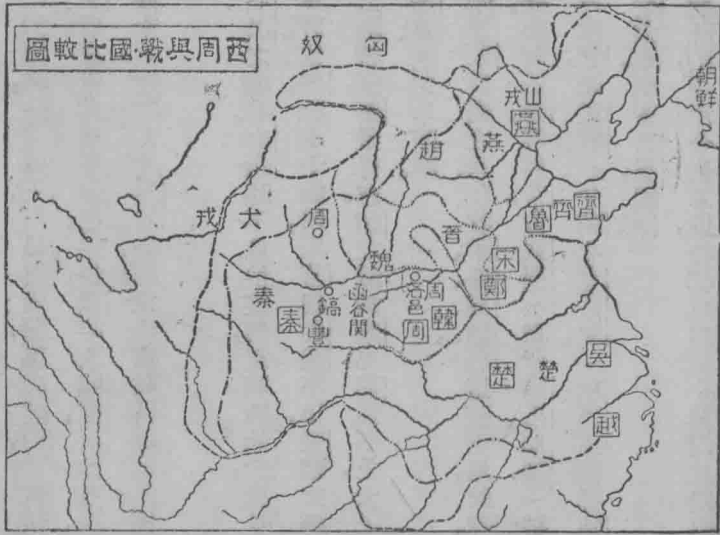 西周與戰·國比較圖
匈奴
朝鮮
山戎
燕
燕
趙
齊
齊
魯
犬戎
周
晉
魏
宋
鄭
秦
秦
鎬
豐
函谷関
洛邑
周
周
韓
楚
楚
吳
越